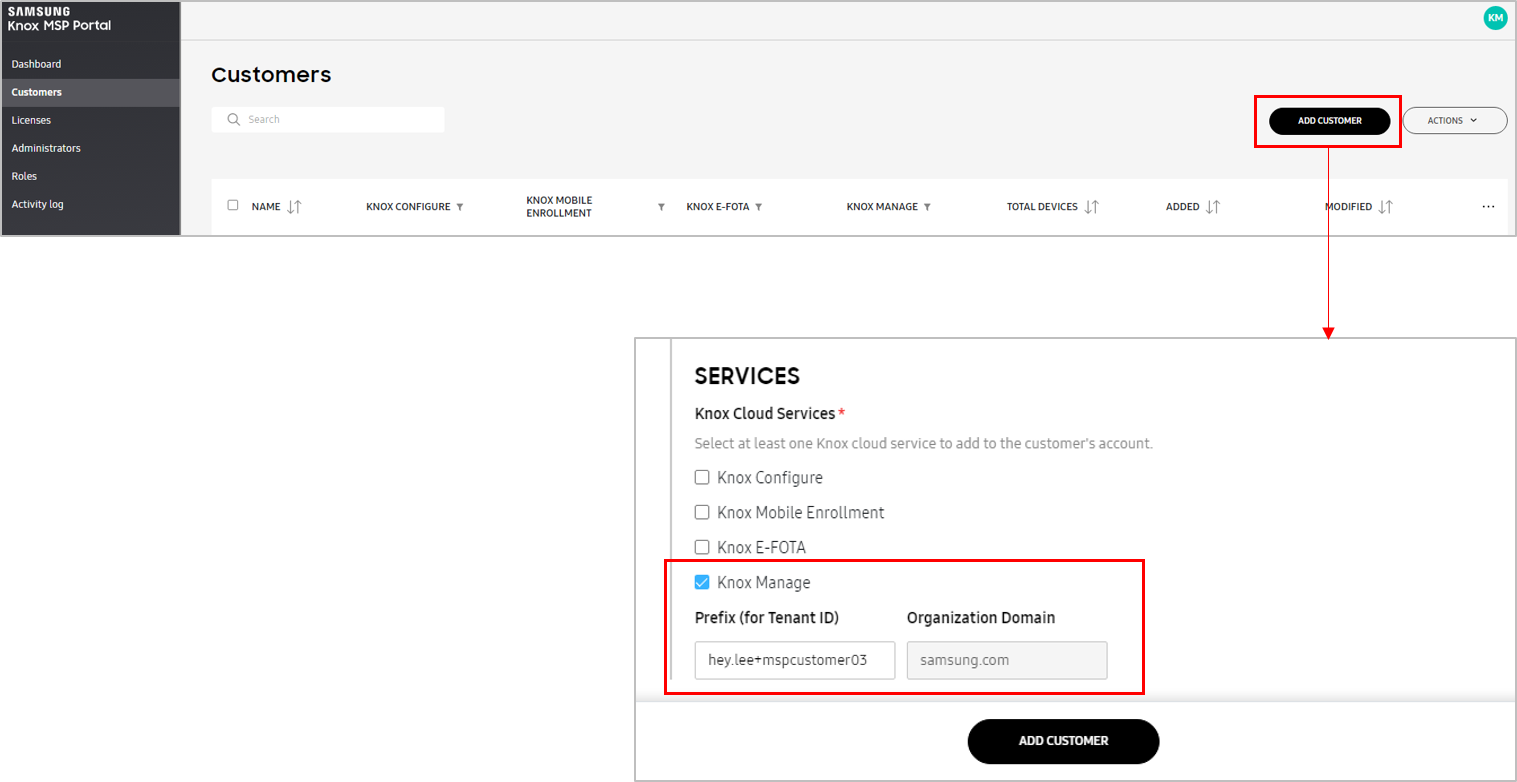 SAMSUNG
Knox MSP Portal
KM
Dashboard
Customers
Licenses
Administrators
Roles
Activity log
Customers
Search
ADD CUSTOMER
ACTIONS
NAME
KNOX CONFIGURE
KNOX MOBILE
ENROLLMENT
KNOX E-FOTA
KNOX MANAGE
TOTAL DEVICES
ADDED
MODIFIED
SERVICES
Knox Cloud Services *
Select at least one Knox cloud service to add to the customer's account.
Knox Configure
Knox Mobile Enrollment
Knox E-FOTA
Knox Manage
Prefix (for Tenant ID)
Organization Domain
hey.lee+mspcustomer03
samsung.com
ADD CUSTOMER